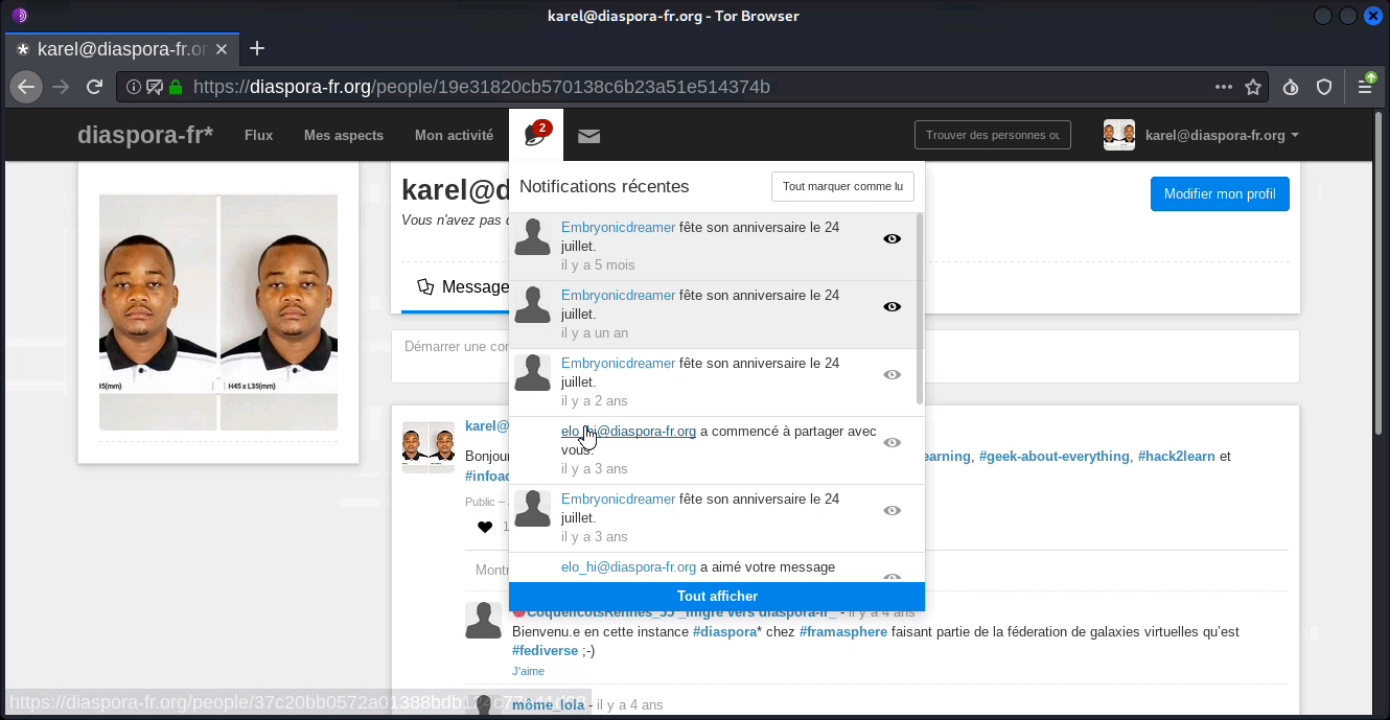 karel@diaspora-fr.org - Tor Browser
* karel@diaspora-fr.or
https://diaspora-fr.org/people/19e31820cb570138c6b23a51e514374b
diaspora-fr* Flux Mes aspects Mon activité 2 Trouver des personnes ou karel@diaspora-fr.org
karel@d
Modifier mon profil
Vous n'avez pas
Message
Démarrer une con
Notifications récentes Tout marquer comme lu
Embryonicdreamer fête son anniversaire le 24
juillet.
il y a 5 mois
Embryonicdreamer fête son anniversaire le 24
juillet.
il y a un an
Embryonicdreamer fête son anniversaire le 24
juillet.
il y a 2 ans
elo_hi@diaspora-fr.org a commencé à partager avec
vous.
il y a 3 ans
Embryonicdreamer fête son anniversaire le 24
juillet.
il y a 3 ans
elo_hi@diaspora-fr.org a aimé votre message
Tout afficher
I5(mm) H45 x L35(mm)
karel@
Bonjour earning, #geek-about-everything, #hack2learn et
#infoac
Public –
1
Montr
CoquencotsRennes_35 _migre vers diaspora-fr_ - il y a 4 ans
Bienvenu.e en cette instance #diaspora* chez #framasphere faisant partie de la féderation de galaxies virtuelles qu'est
#fediverse ;-)
J'aime
môme_lola - il y a 4 ans
https://diaspora-fr.org/people/37c20bb0572a01388bdb